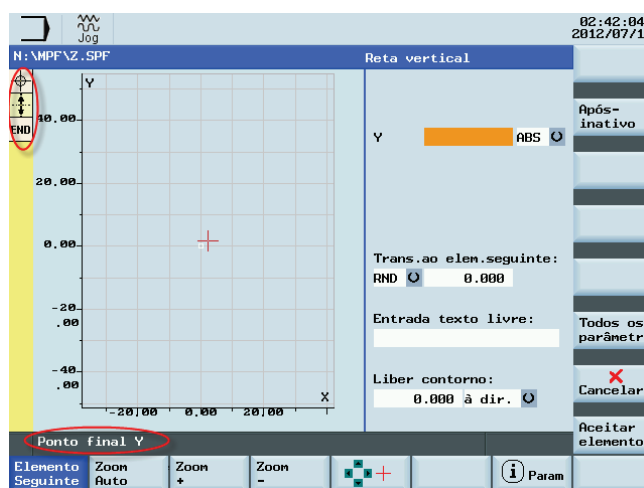 Jog
02:42:04
2012/07/1
N:\MPF\Z.SPF
Reta vertical
Y
40,00
END
20,00
0,00
-20
,00
-40
,00
X
-20,00 0,00 20,00
Y ABS
Trans.ao elem.seguinte:
RND 0.000
Entrada texto livre:
Liber contorno:
0.000 à dir.
Após-
inativo
Todos os
parâmetr
Cancelar
Aceitar
elemento
Ponto final Y
Elemento
Seguinte
Zoom
Auto
Zoom
+
Zoom
-
i Param